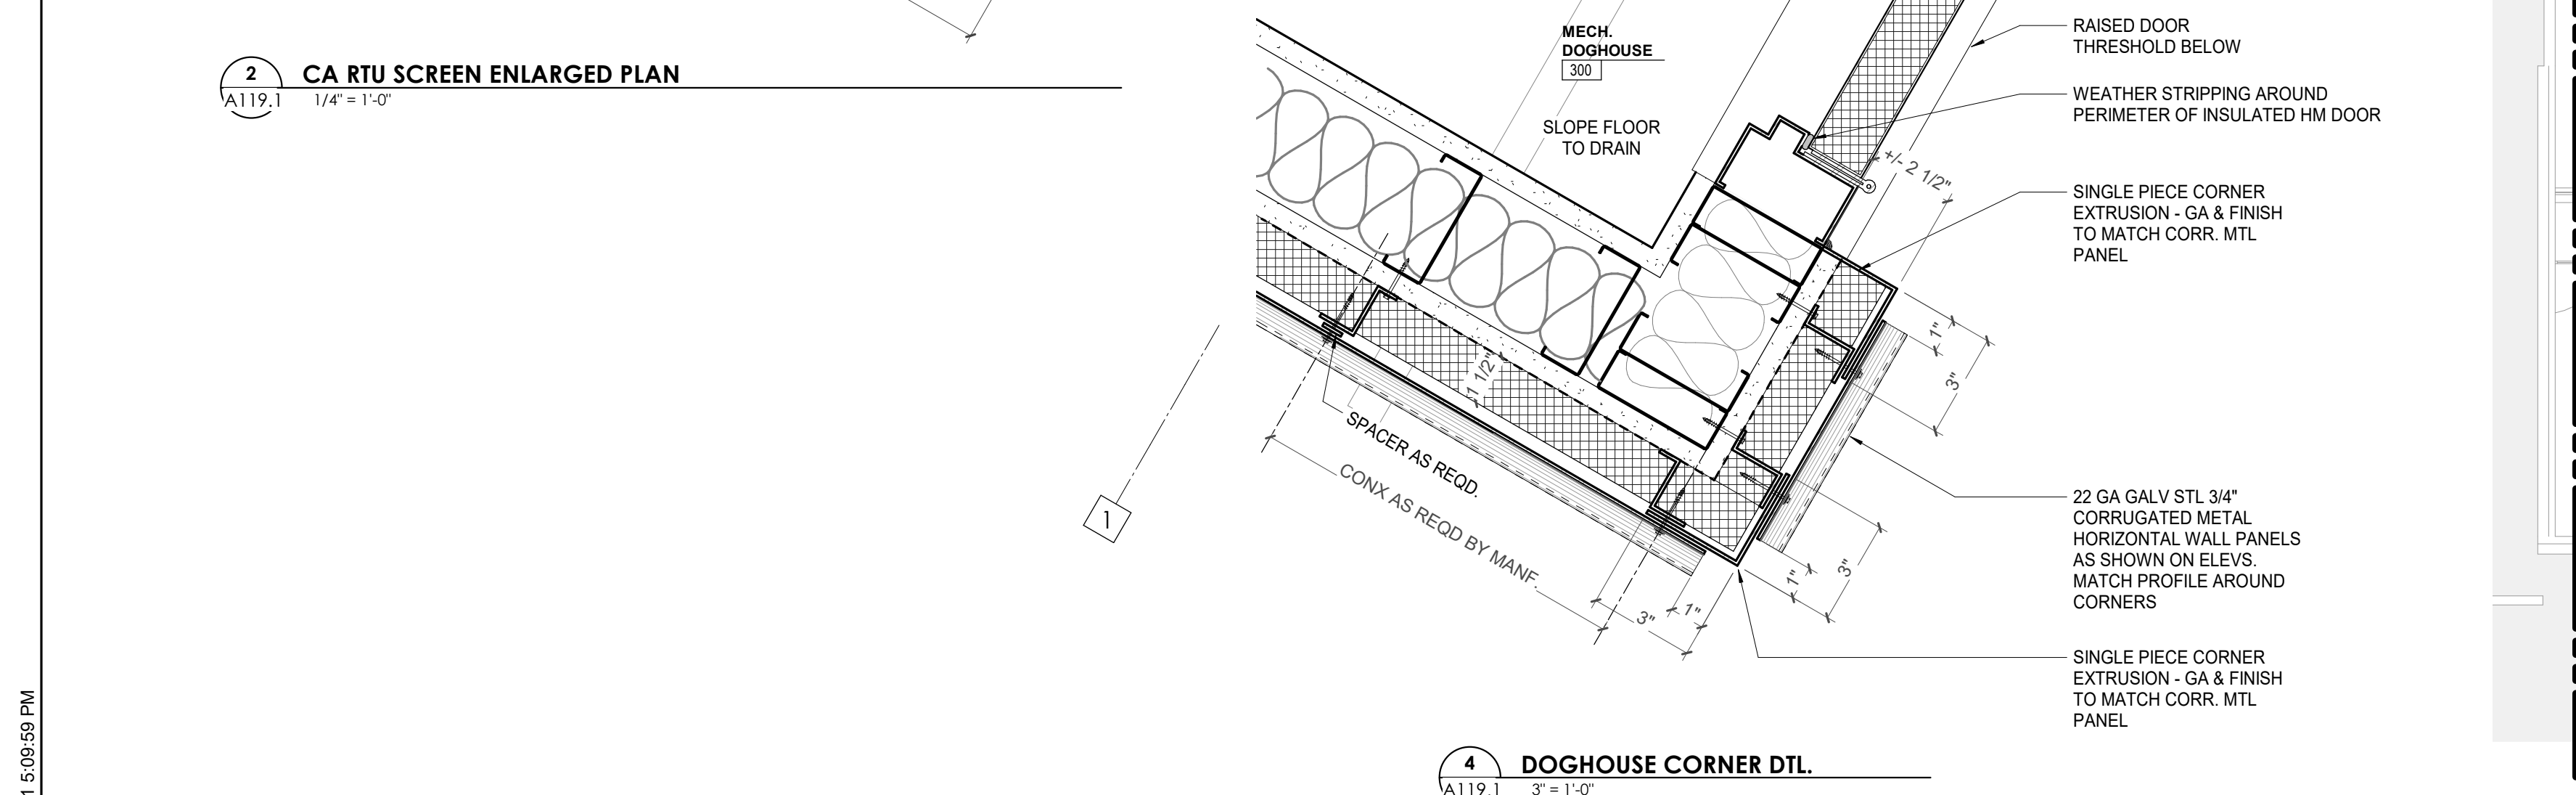 2
CA RTU SCREEN ENLARGED PLAN
A119.1
1/4" = 1'-0"
1
MECH.
DOGHOUSE
300
SLOPE FLOOR
TO DRAIN
RAISED DOOR
THRESHOLD BELOW
WEATHER STRIPPING AROUND
PERIMETER OF INSULATED HM DOOR
+/- 2 1/2"
SINGLE PIECE CORNER
EXTRUSION - GA & FINISH
TO MATCH CORR. MTL
PANEL
1"
3"
1 1/2"
SPACER AS REQD.
CONX AS REQD BY MANF.
22 GA GALV STL 3/4"
CORRUGATED METAL
HORIZONTAL WALL PANELS
AS SHOWN ON ELEVS.
MATCH PROFILE AROUND
CORNERS
1"
3"
3"
1"
SINGLE PIECE CORNER
EXTRUSION - GA & FINISH
TO MATCH CORR. MTL
PANEL
4
DOGHOUSE CORNER DTL.
A119.1
3" = 1'-0"
1 5:09:59 PM